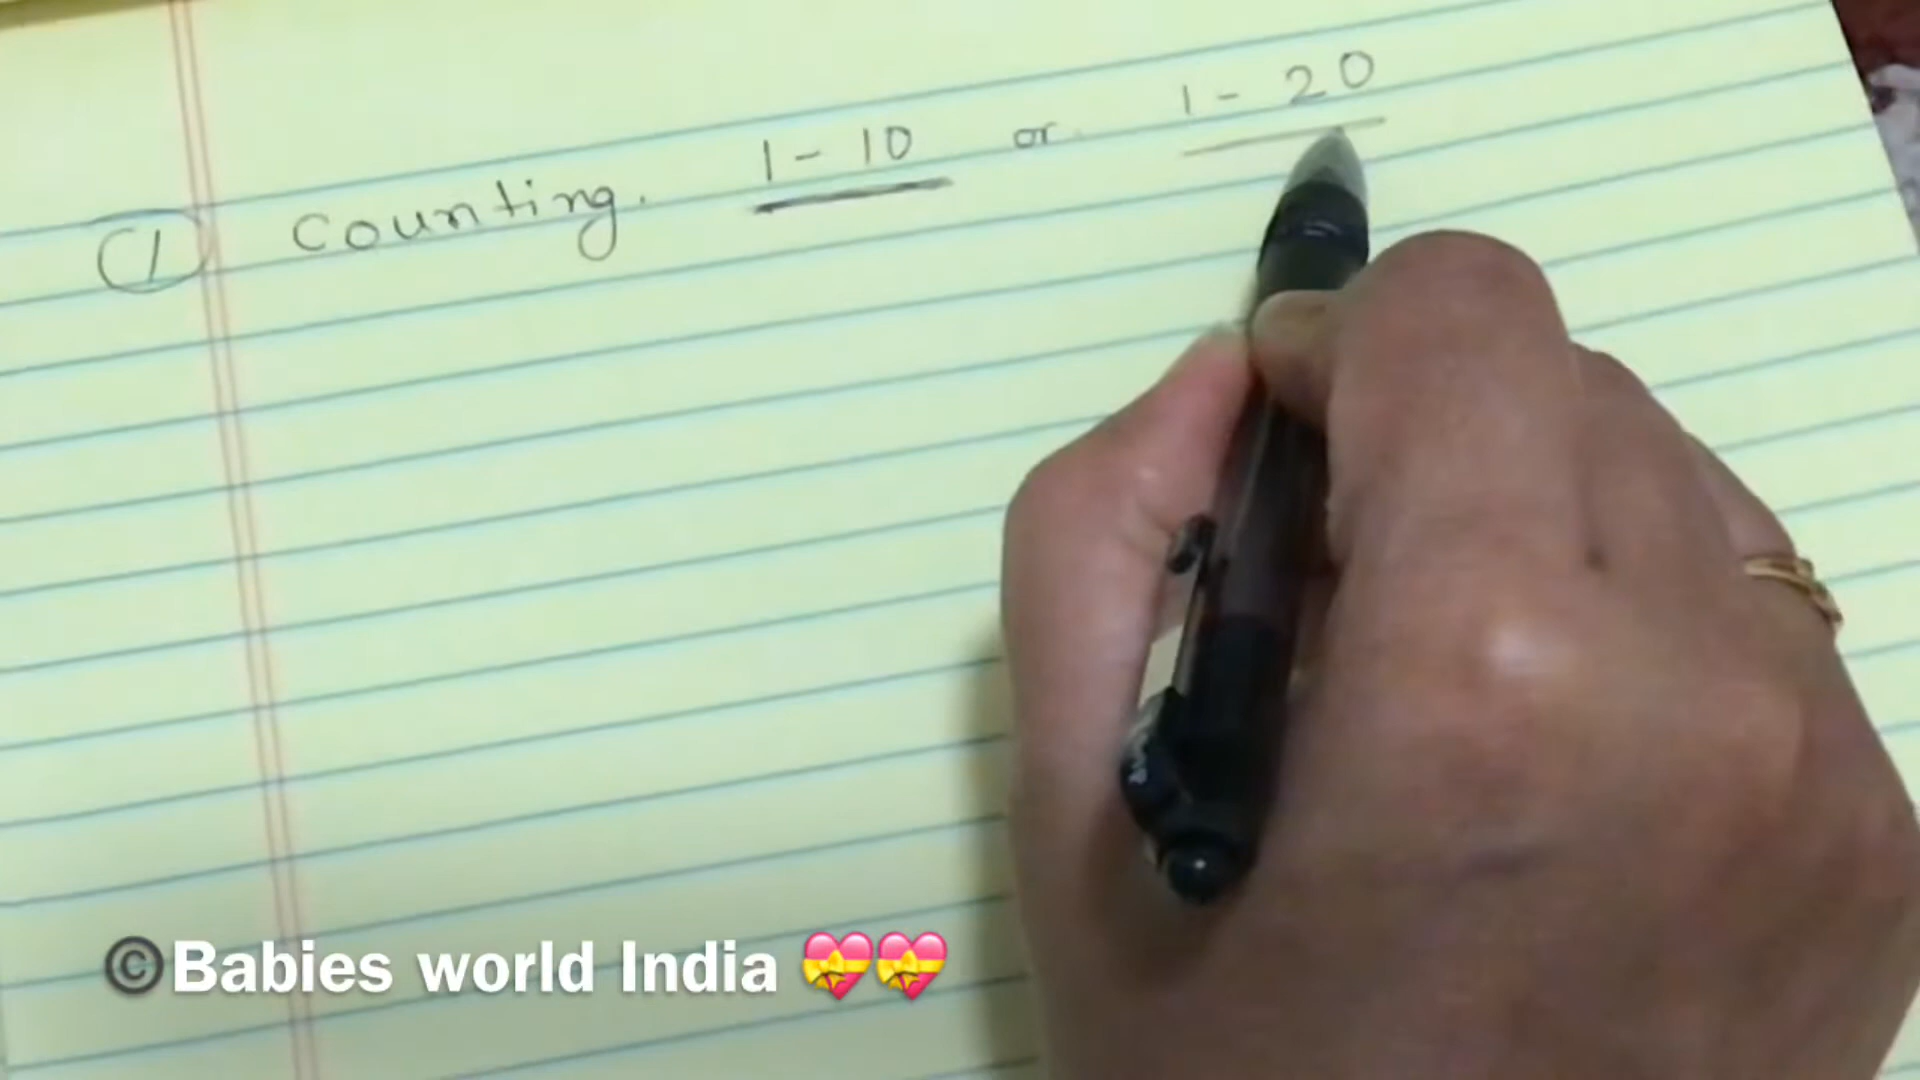 ① Counting. 1 - 10 or 1 - 20
©Babies world India 💝💝